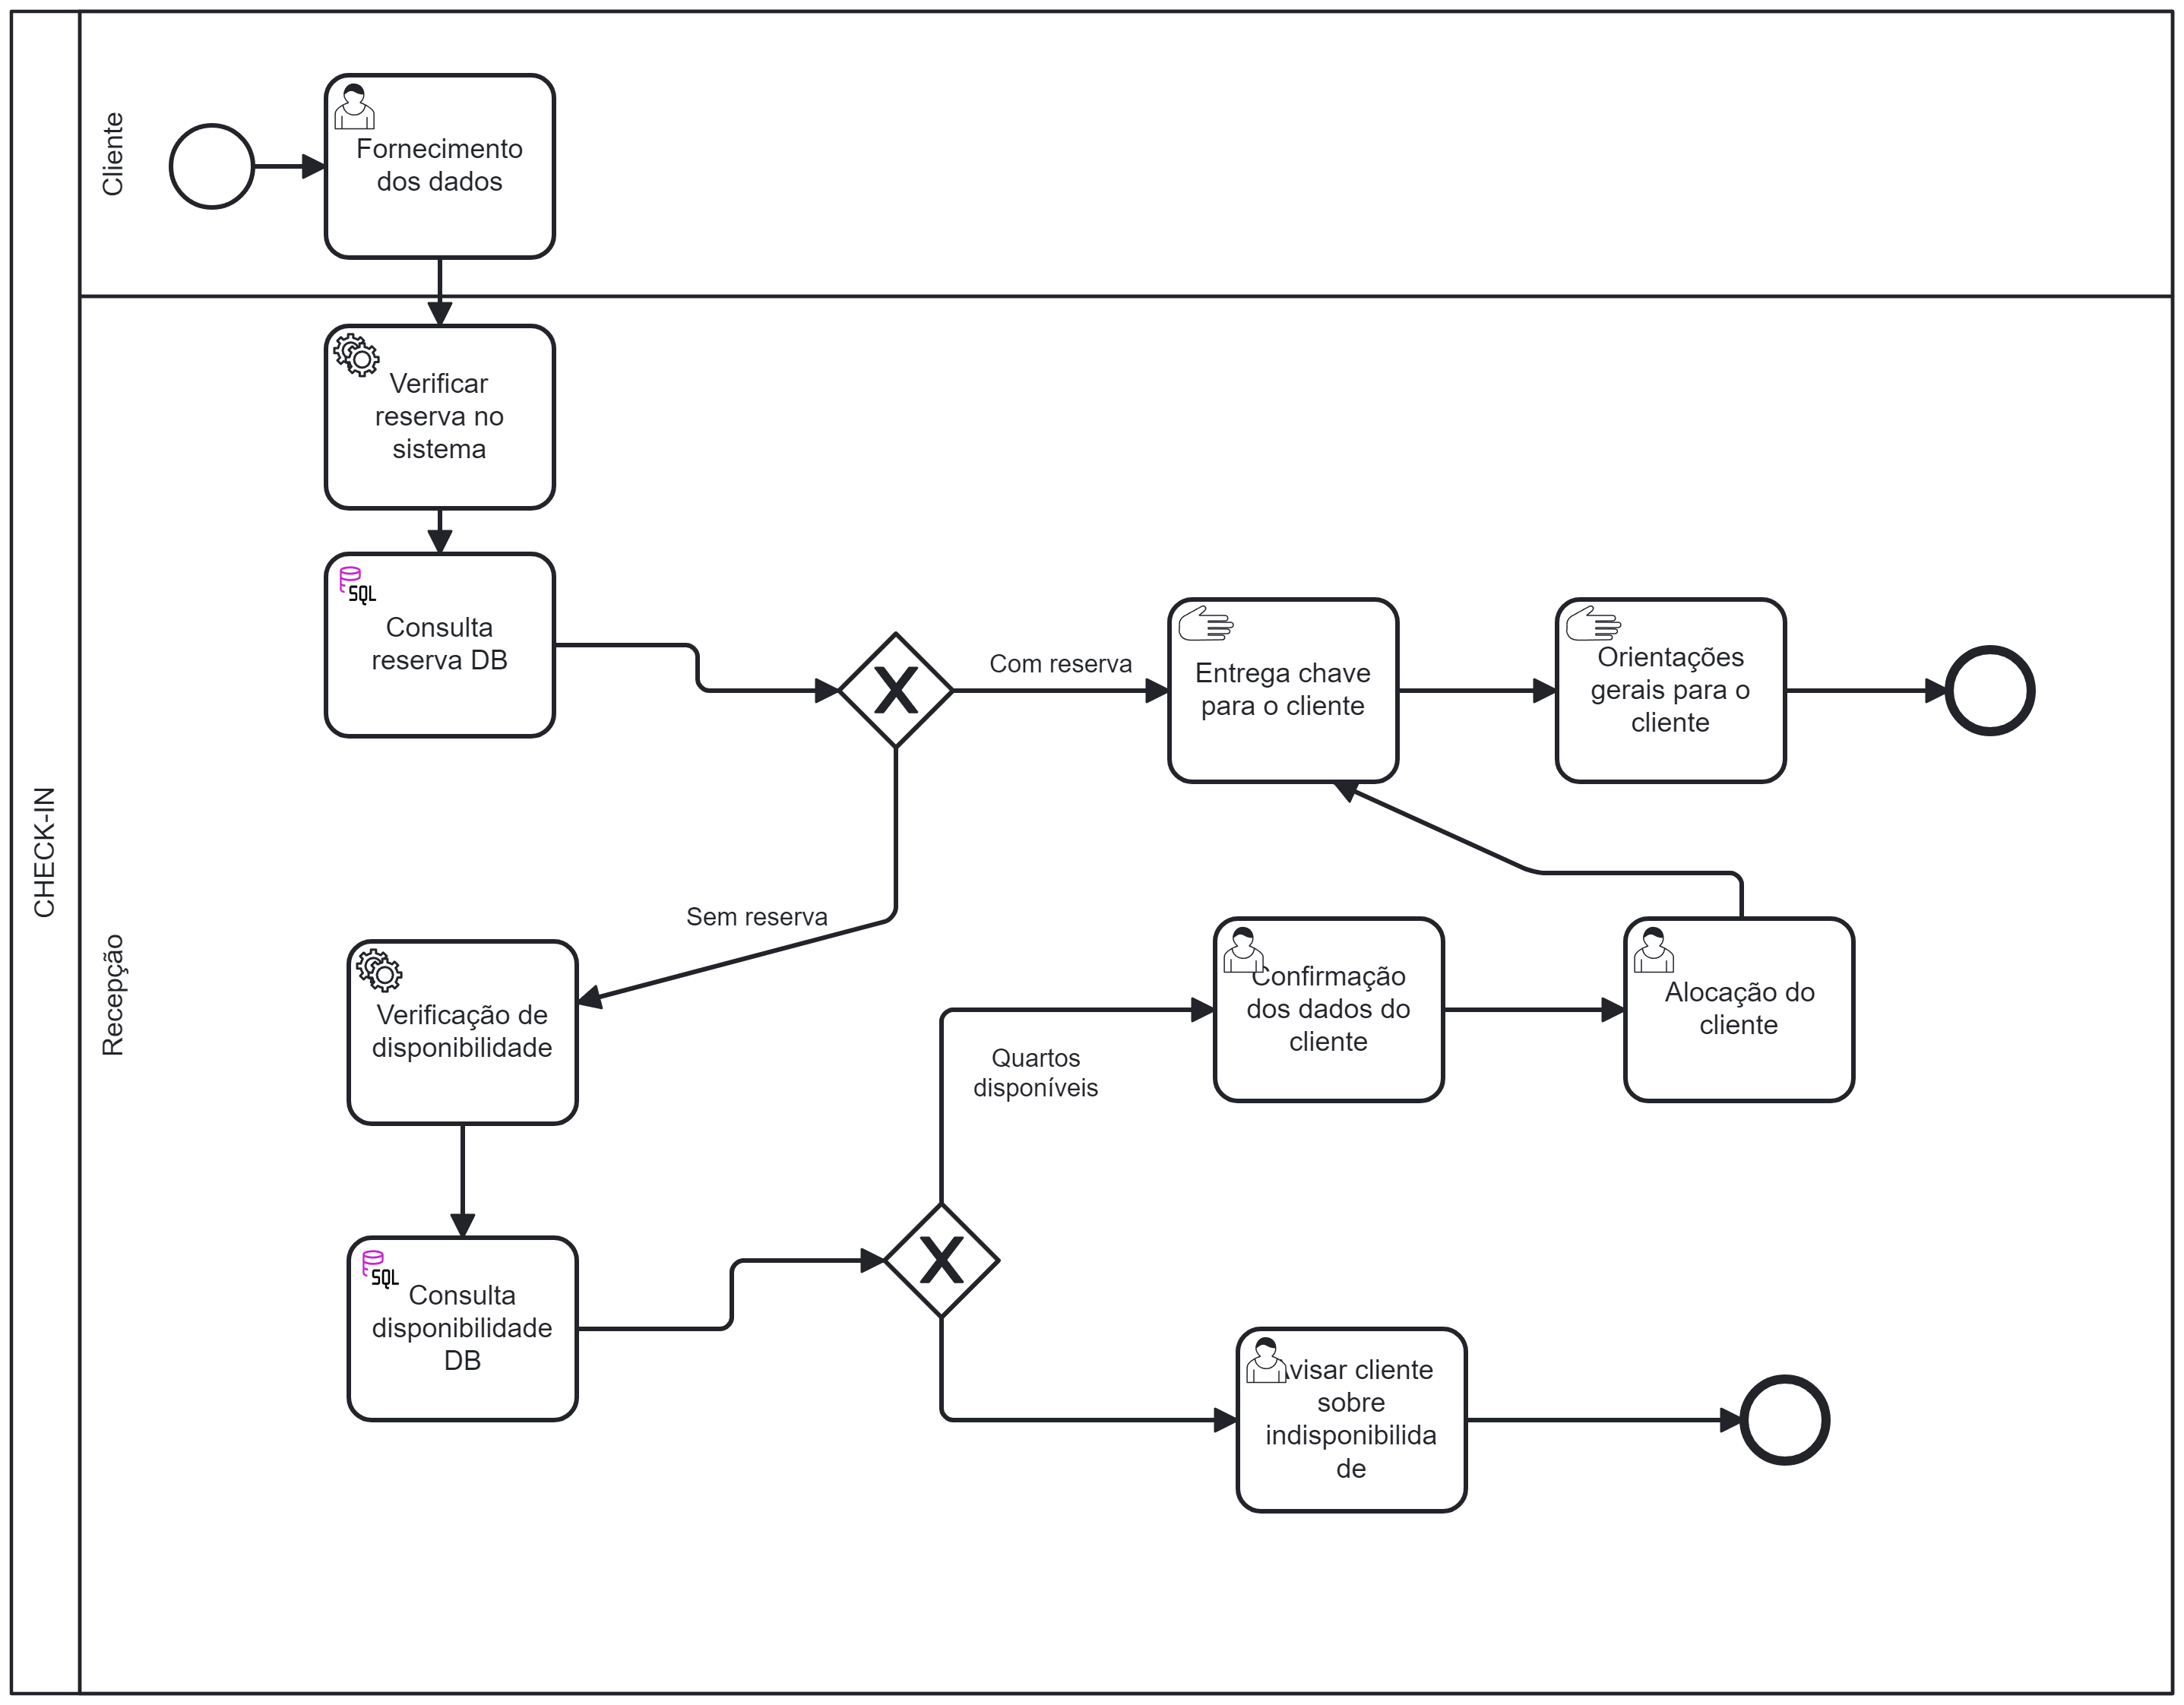 CHECK-IN
Cliente
Fornecimento
dos dados
Recepção
Verificar
reserva no
sistema
SQL
Consulta
reserva DB
Com reserva
Entrega chave
para o cliente
Orientações
gerais para o
cliente
Sem reserva
Verificação de
disponibilidade
Quartos
disponíveis
Confirmação
dos dados do
cliente
Alocação do
cliente
SQL
Consulta
disponibilidade
DB
Avisar cliente
sobre
indisponibilida
de